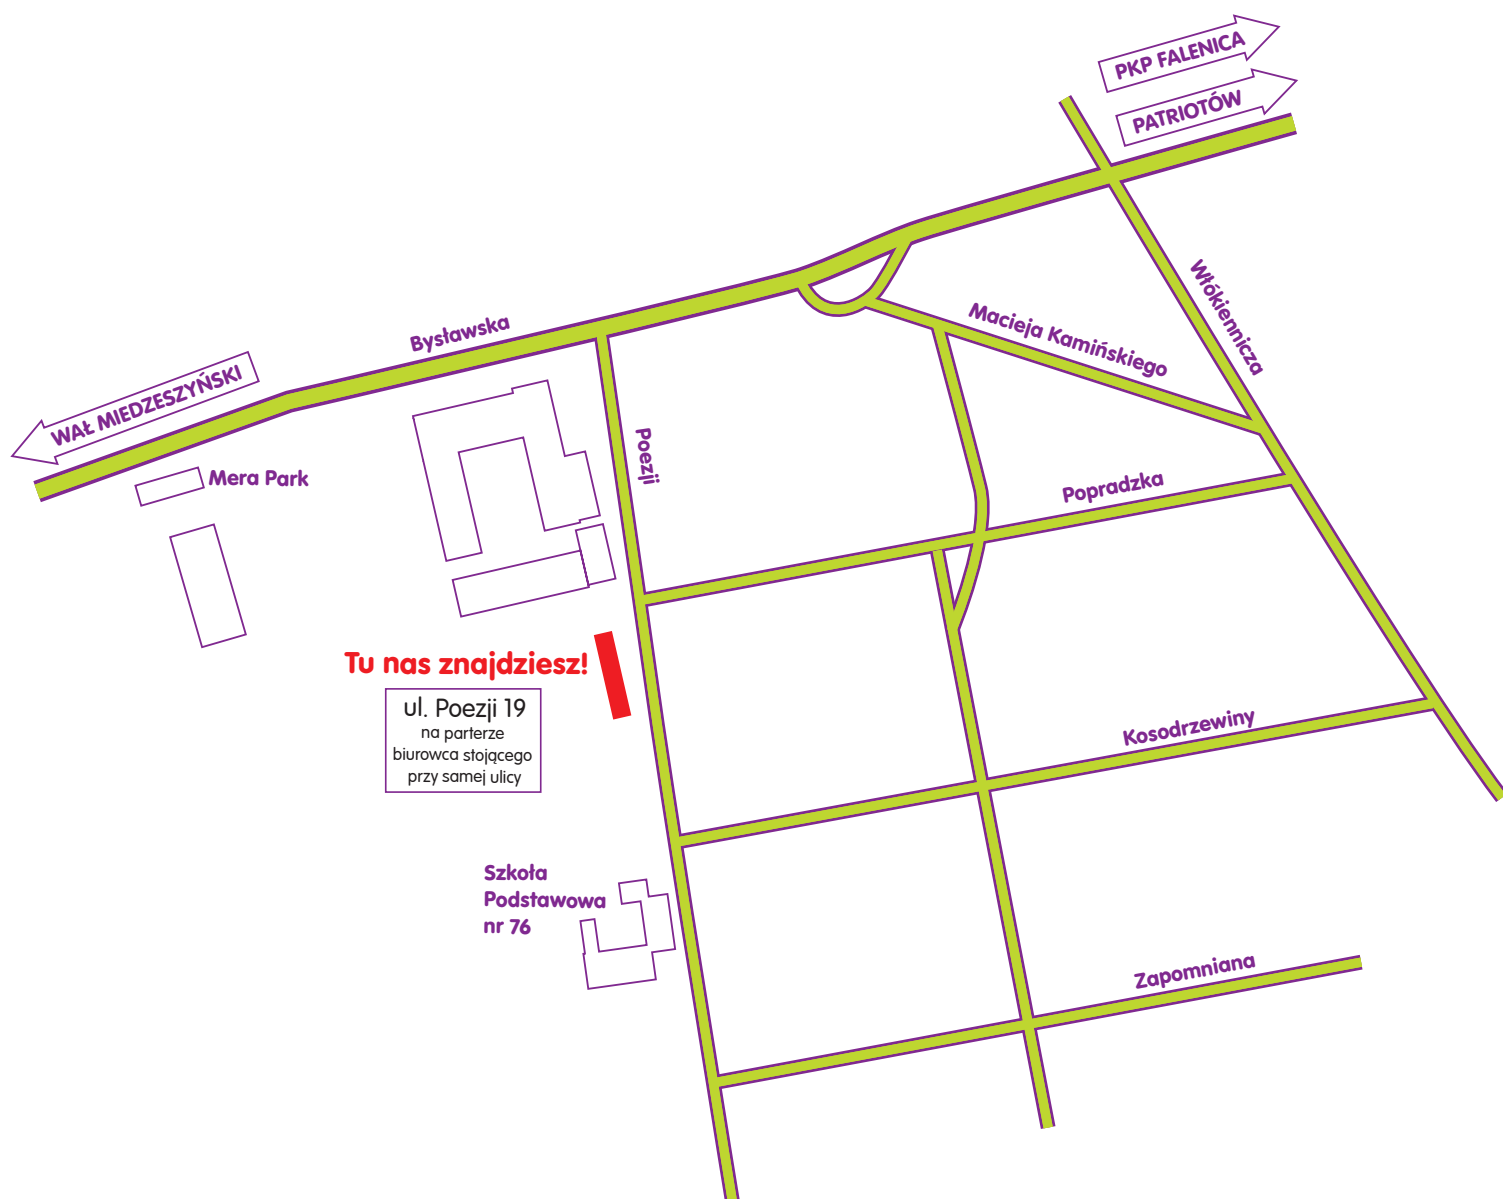 PKP FALENICA
PATRIOTÓW
Włókiennicza
Macieja Kamińskiego
Bysławska
WAŁ MIEDZESZYŃSKI
Mera Park
Poezji
Popradzka
Tu nas znajdziesz!
ul. Poezji 19
na parterze
biurowca stojącego
przy samej ulicy
Kosodrzewiny
Szkoła
Podstawowa
nr 76
Zapomniana